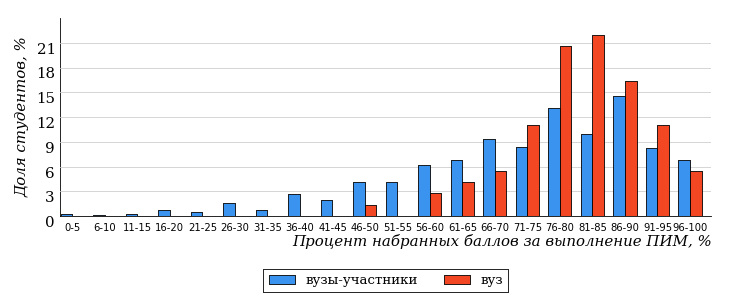 Доля студентов, %
21
18
15
12
9
6
3
0
0-5 6-10 11-15 16-20 21-25 26-30 31-35 36-40 41-45 46-50 51-55 56-60 61-65 66-70 71-75 76-80 81-85 86-90 91-95 96-100
Процент набранных баллов за выполнение ПИМ, %
вузы-участники вуз